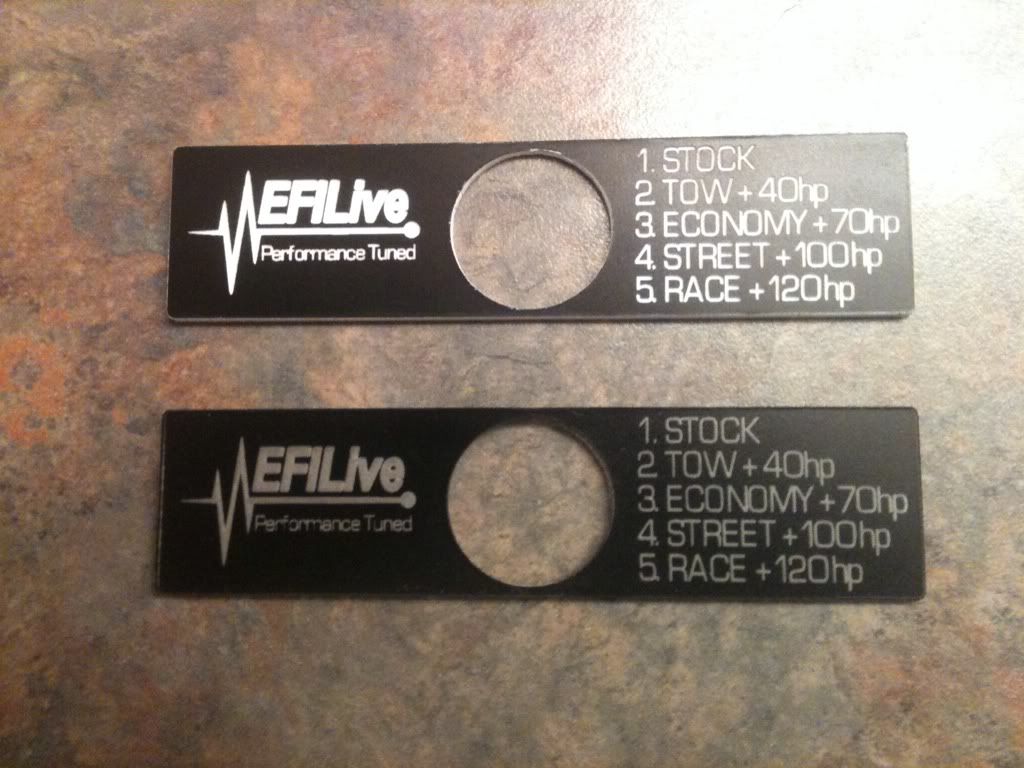 EFILive
Performance Tuned
1. STOCK
2. TOW + 40hp
3. ECONOMY + 70hp
4. STREET + 100hp
5. RACE + 120hp
EFILive
Performance Tuned
1. STOCK
2. TOW + 40hp
3. ECONOMY + 70hp
4. STREET + 100hp
5. RACE + 120hp